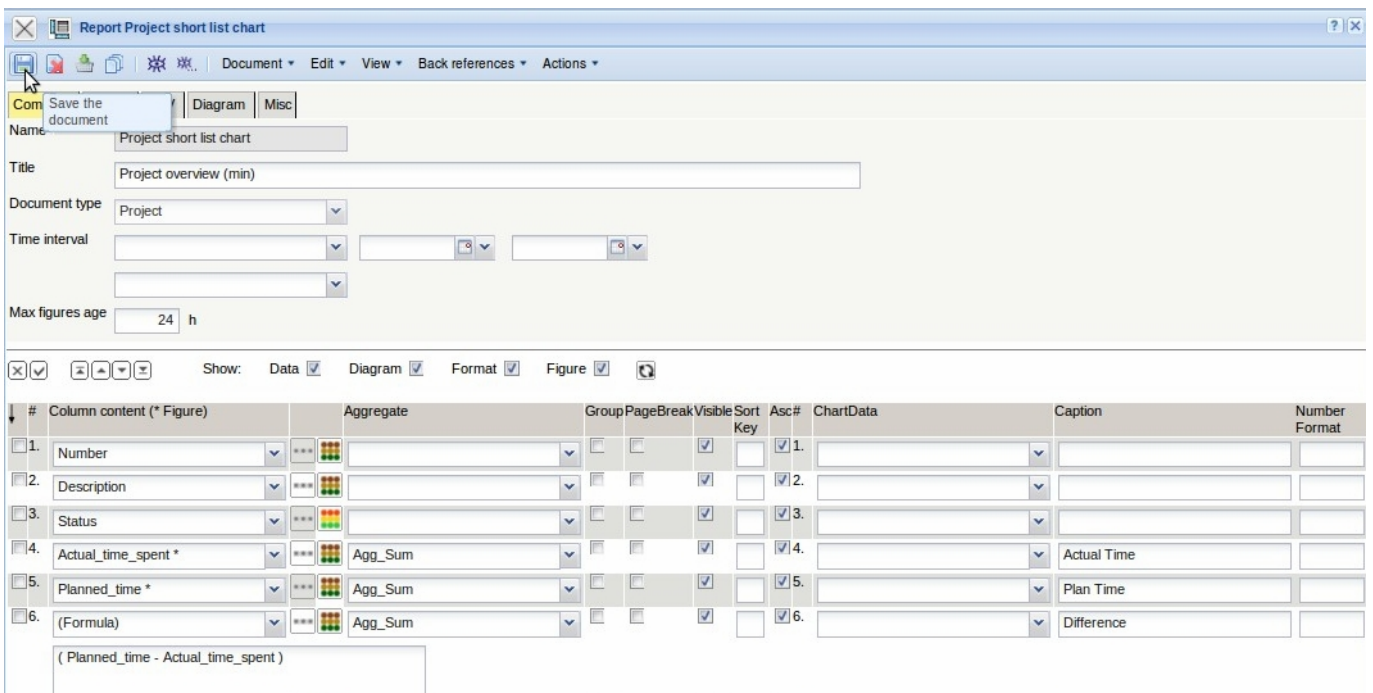 Report Project short list chart
Document Edit View Back references Actions
Com Diagram Misc
Save the
document
Name Project short list chart
Title Project overview (min)
Document type Project
Time interval
Max figures age 24 h
Show: Data Diagram Format Figure
# Column content (* Figure) Aggregate Group PageBreak Visible Sort Key Asc # ChartData Caption Number Format
1. Number 1.
2. Description 2.
3. Status 3.
4. Actual_time_spent * Agg_Sum 4. Actual Time
5. Planned_time * Agg_Sum 5. Plan Time
6. (Formula) Agg_Sum 6. Difference
( Planned_time - Actual_time_spent )